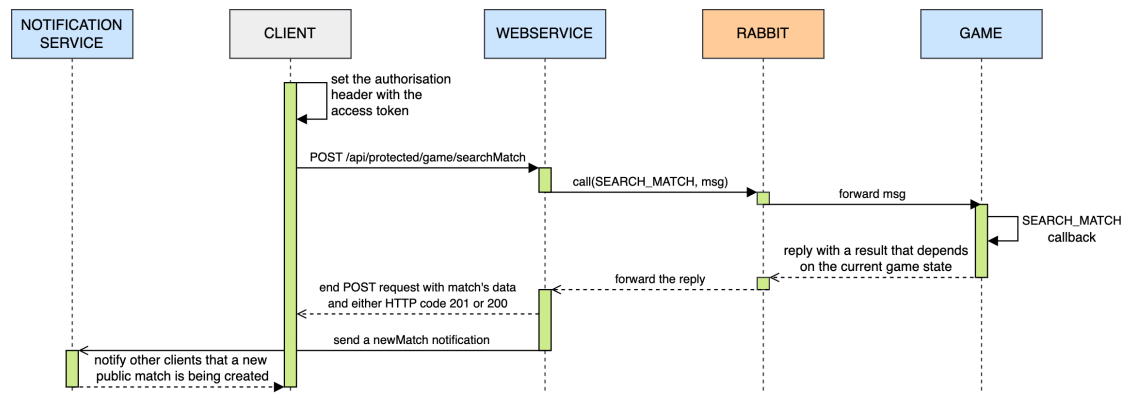 NOTIFICATION
SERVICE
CLIENT
WEBSERVICE
RABBIT
GAME
set the authorisation
header with the
access token
POST /api/protected/game/searchMatch
call(SEARCH_MATCH, msg)
forward msg
SEARCH_MATCH
callback
reply with a result that depends
on the current game state
forward the reply
end POST request with match's data
and either HTTP code 201 or 200
send a newMatch notification
notify other clients that a new
public match is being created